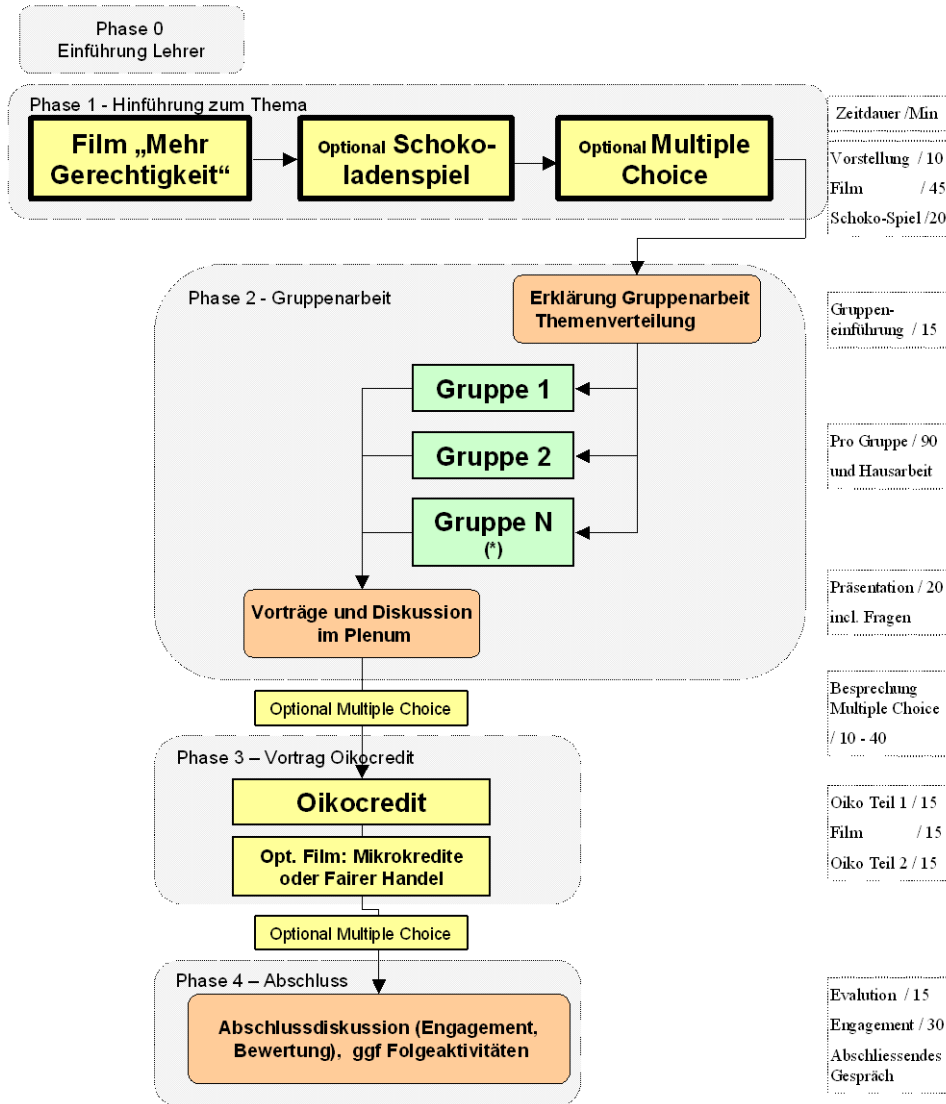 Phase 0
Einführung Lehrer
Phase 1 - Hinführung zum Thema
Film „Mehr
Gerechtigkeit“
Optional Schoko-
ladenspiel
Optional Multiple
Choice
Zeitdauer /Min
Vorstellung / 10
Film / 45
Schoko-Spiel /20
Phase 2 - Gruppenarbeit
Erklärung Gruppenarbeit
Themenverteilung
Gruppen-
einführung / 15
Gruppe 1
Gruppe 2
Gruppe N
(*)
Pro Gruppe / 90
und Hausarbeit
Vorträge und Diskussion
im Plenum
Präsentation / 20
incl. Fragen
Optional Multiple Choice
Besprechung
Multiple Choice
/ 10 - 40
Phase 3 – Vortrag Oikocredit
Oikocredit
Opt. Film: Mikrokredite
oder Fairer Handel
Oiko Teil 1 / 15
Film / 15
Oiko Teil 2 / 15
Optional Multiple Choice
Phase 4 – Abschluss
Abschlussdiskussion (Engagement,
Bewertung), ggf Folgeaktivitäten
Evalution / 15
Engagement / 30
Abschliessendes
Gespräch